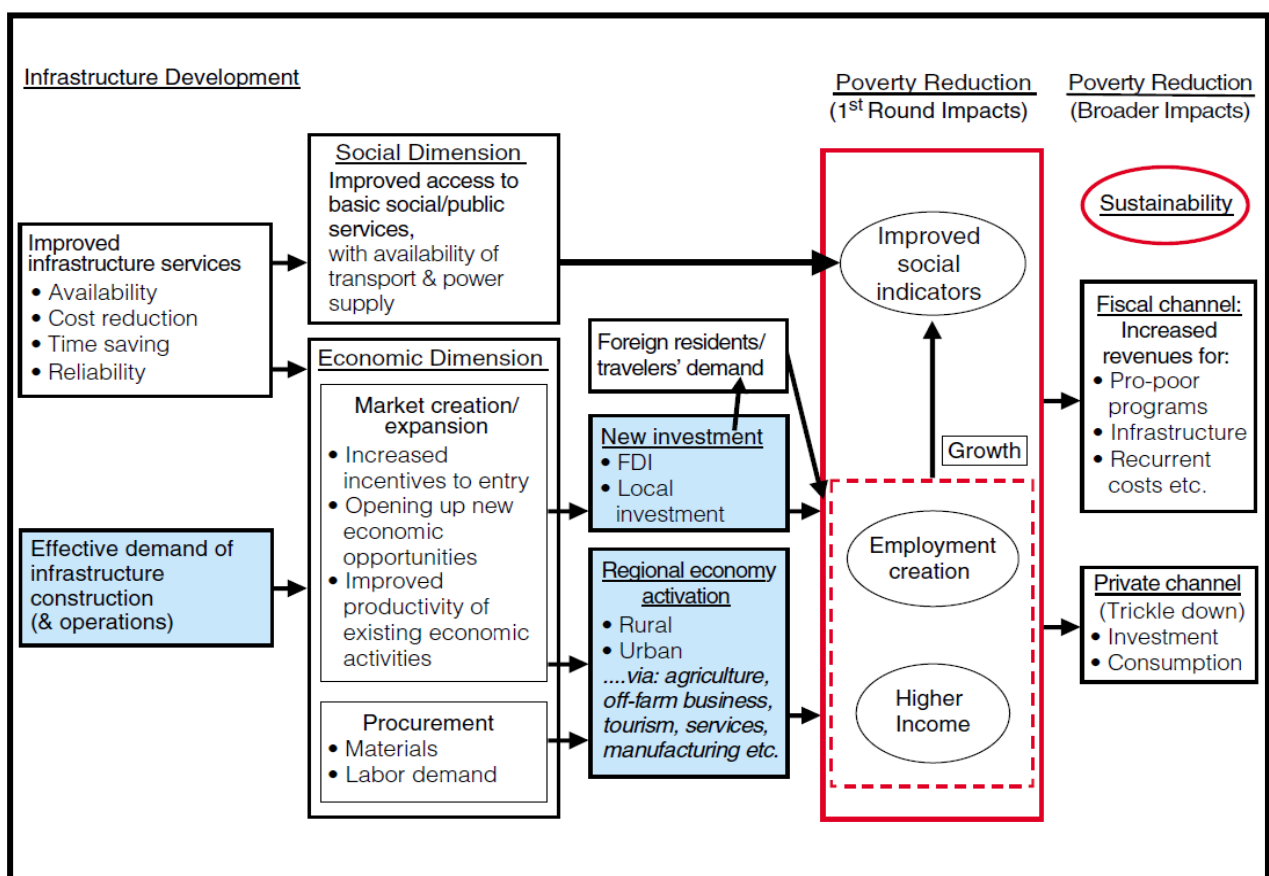 Infrastructure Development
Poverty Reduction
(1st Round Impacts)
Poverty Reduction
(Broader Impacts)
Social Dimension
Improved access to
basic social/public
services,
with availability of
transport & power
supply
Improved
infrastructure services
• Availability
• Cost reduction
• Time saving
• Reliability
Effective demand of
infrastructure
construction
(& operations)
Economic Dimension
Market creation/
expansion
• Increased
incentives to entry
• Opening up new
economic
opportunities
• Improved
productivity of
existing economic
activities
Procurement
• Materials
• Labor demand
Foreign residents/
travelers' demand
New investment
• FDI
• Local
investment
Regional economy
activation
• Rural
• Urban
....via: agriculture,
off-farm business,
tourism, services,
manufacturing etc.
Improved
social
indicators
Growth
Employment
creation
Higher
Income
Sustainability
Fiscal channel:
Increased
revenues for:
• Pro-poor
programs
• Infrastructure
• Recurrent
costs etc.
Private channel
(Trickle down)
• Investment
• Consumption